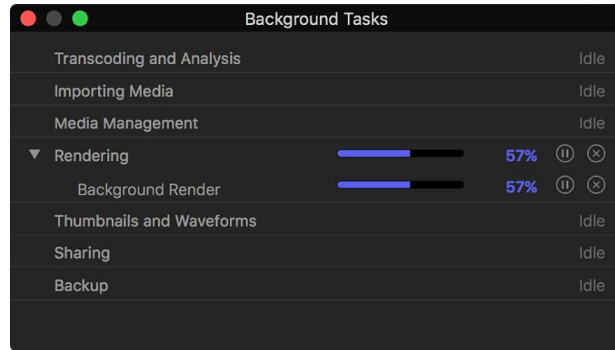 Background Tasks
Transcoding and Analysis Idle
Importing Media Idle
Media Management Idle
Rendering 57%
Background Render 57%
Thumbnails and Waveforms Idle
Sharing Idle
Backup Idle